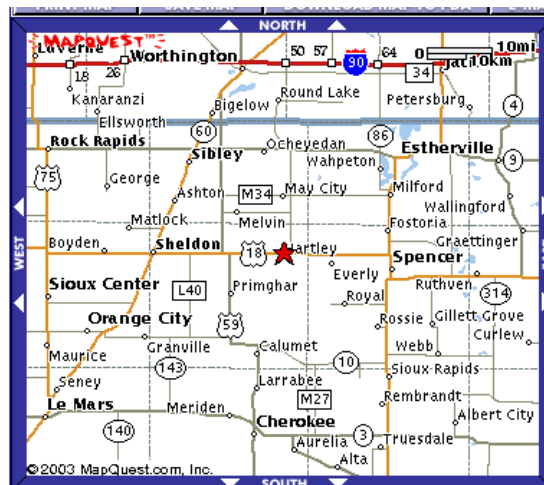 NORTH
MAPQUEST™
Luverne
Worthington
50 57
64
0 10mi
10km
90
34
18
26
Kanaranzi
Round Lake
Petersburg
Bigelow
4
Ellsworth
60
86
Rock Rapids
Ocheyedan
Estherville
Sibley
Wahpeton
9
75
George
Ashton
M34
May City
Milford
Wallingford
Melvin
Matlock
Fostoria
Graettinger
WEST
Boyden
Sheldon
18
Hartley
Spencer
Everly
Sioux Center
L40
Primghar
Ruthven
314
Royal
Orange City
59
Rossie
Gillett Grove
Curlew
Maurice
Granville
Calumet
Webb
143
10
Seney
Larrabee
Sioux Rapids
Le Mars
Meriden
M27
Rembrandt
Albert City
140
Cherokee
3
Aurelia
Truesdale
Alta
©2003 MapQuest.com, Inc.
SOUTH